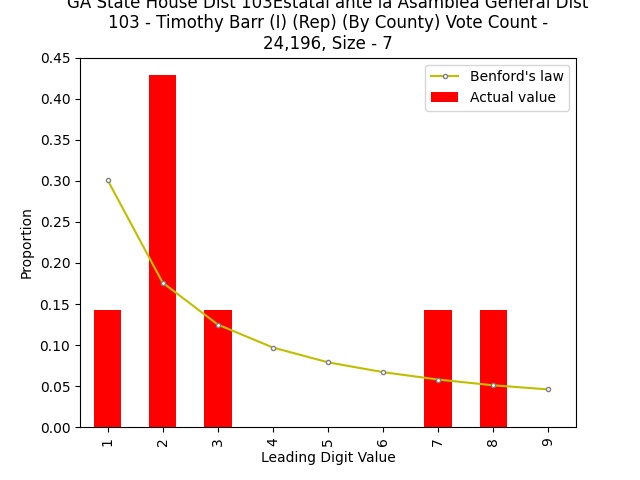 GA State House Dist 103Estatal ante la Asamblea General Dist
103 - Timothy Barr (I) (Rep) (By County) Vote Count -
24,196, Size - 7
Benford's law
Actual value
Proportion
0.45
0.40
0.35
0.30
0.25
0.20
0.15
0.10
0.05
0.00
1 2 3 4 5 6 7 8 9
Leading Digit Value